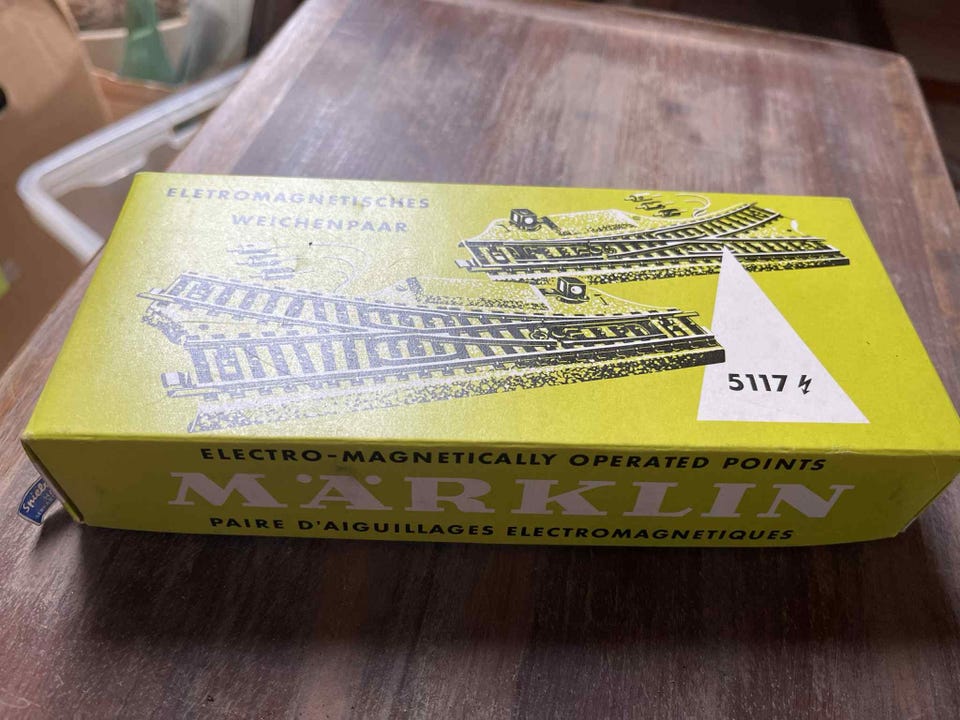 ELETROMAGNETISCHES
WEICHENPAAR
5117
ELECTRO-MAGNETICALLY OPERATED POINTS
MÄRKLIN
PAIRE D'AIGUILLAGES ELECTROMAGNETIQUES